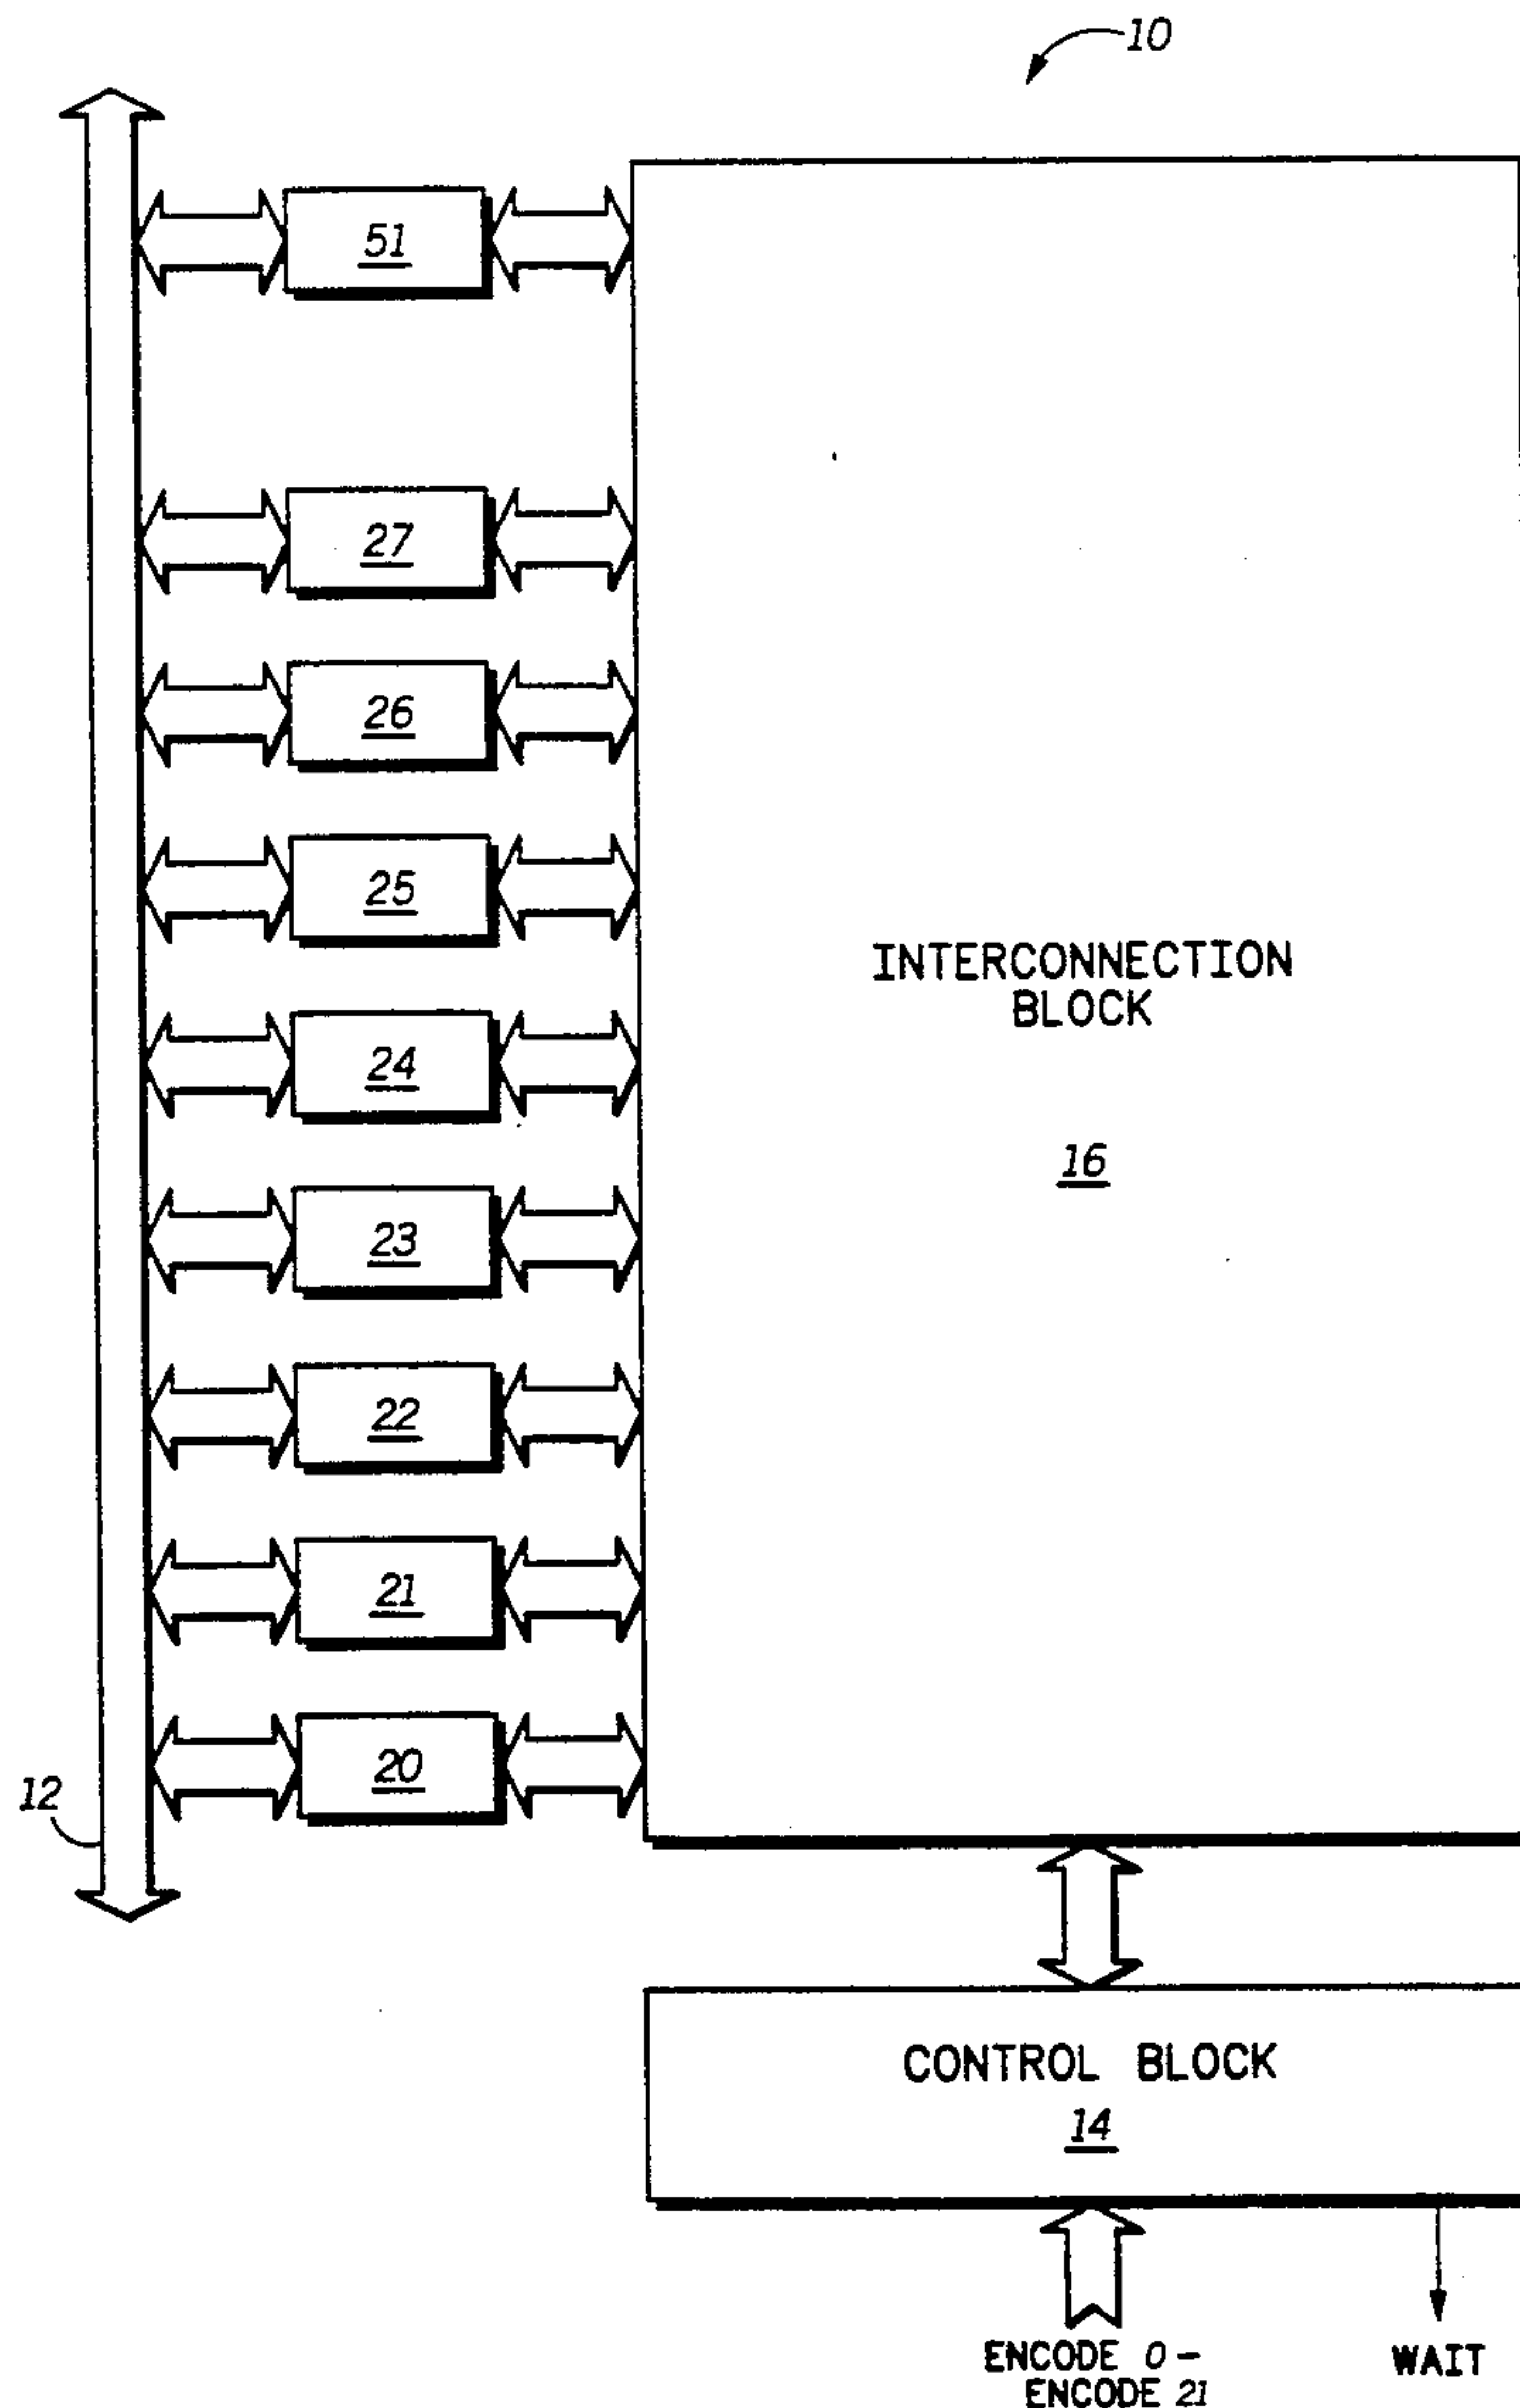 10
51
27
26
25
24
23
22
21
20
12
INTERCONNECTION
BLOCK
16
CONTROL BLOCK
14
ENCODE 0-
ENCODE 21
WAIT